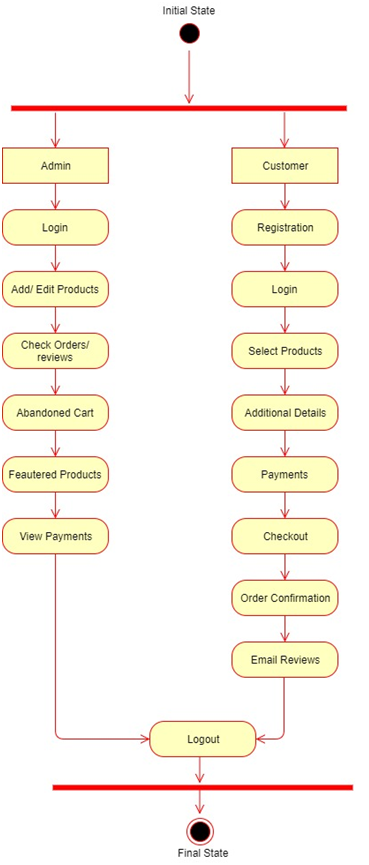 Initial State
Admin
Login
Add/ Edit Products
Check Orders/
reviews
Abandoned Cart
Feautered Products
View Payments
Customer
Registration
Login
Select Products
Additional Details
Payments
Checkout
Order Confirmation
Email Reviews
Logout
Final State